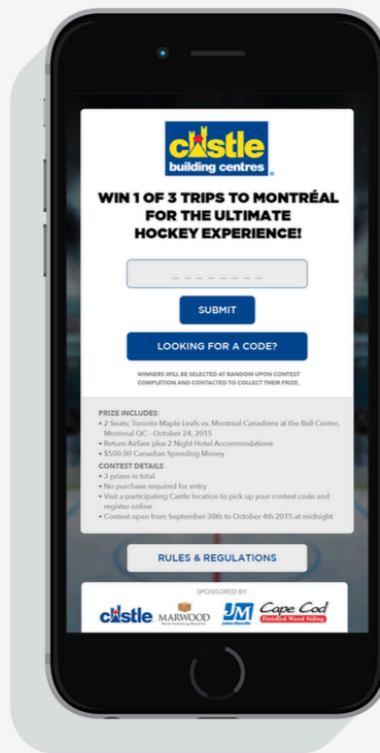 castle
building centres
WIN 1 OF 3 TRIPS TO MONTRÉAL
FOR THE ULTIMATE
HOCKEY EXPERIENCE!
_ _ _ _ _ _ _ _
SUBMIT
LOOKING FOR A CODE?
WINNERS WILL BE SELECTED AT RANDOM UPON CONTEST
COMPLETION AND CONTACTED TO COLLECT THEIR PRIZE.
PRIZE INCLUDES:
• 2 Seats; Toronto Maple Leafs vs. Montreal Canadiens at the Bell Centre,
Montreal QC - October 24, 2015
• Return Airfare plus 2 Night Hotel Accommodations
• $500.00 Canadian Spending Money
CONTEST DETAILS
• 3 prizes in total
• No purchase required for entry
• Visit a participating Castle location to pick up your contest code and
register online
• Contest open from September 30th to October 4th 2015 at midnight
RULES & REGULATIONS
SPONSORED BY
castle MARWOOD JM Cape Cod
Johns Manville Finished Wood Siding